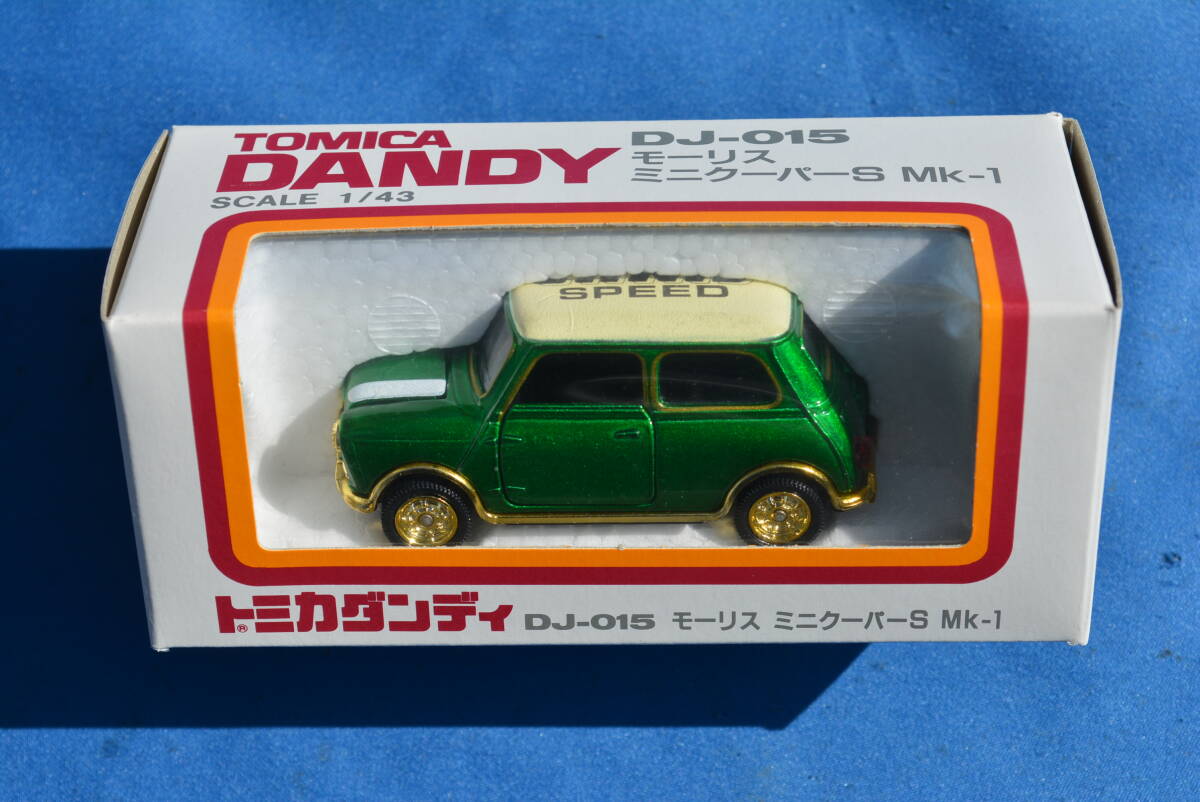 TOMICA
DANDY
SCALE 1/43
DJ-015
モーリス
ミニクーパーS Mk-1
SPEED
トミカダンディ
®
DJ-015 モーリス ミニクーパーS Mk-1